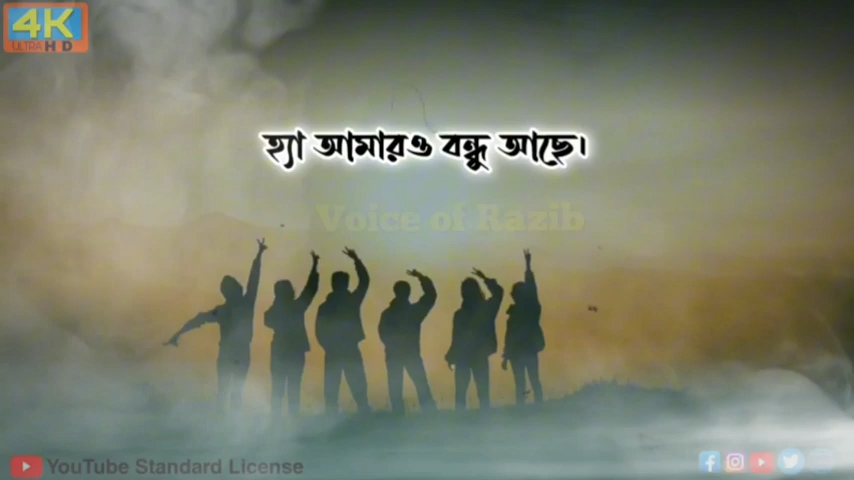 4K
ULTRA HD
হ্যা আমারও বন্ধু আছে।
Voice of Razib
YouTube Standard License